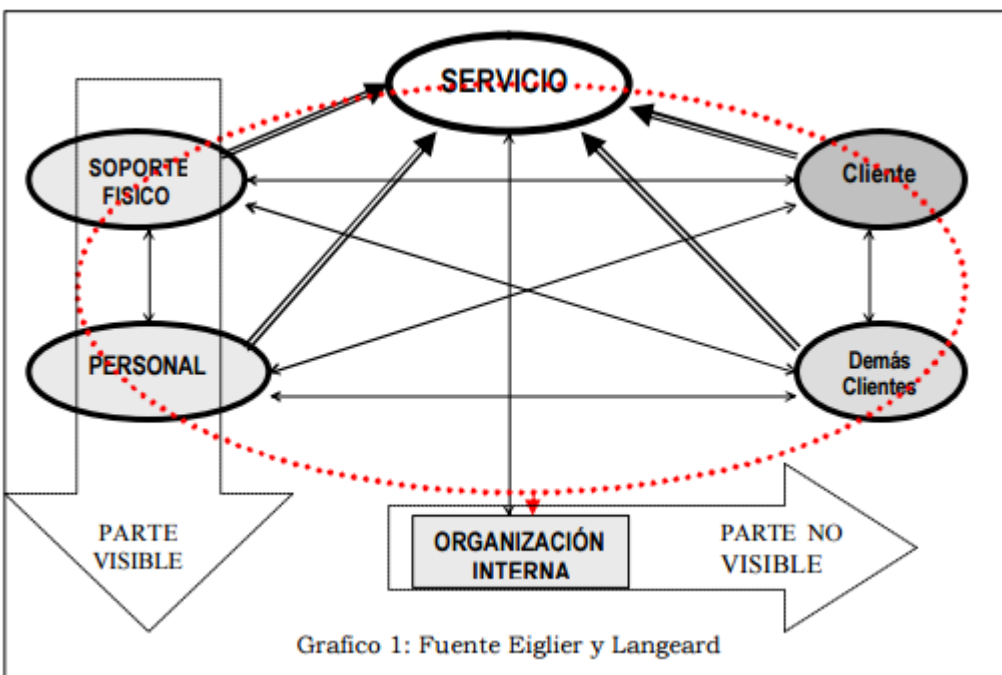 SERVICIO
SOPORTE
FISICO
Cliente
PERSONAL
Demás
Clientes
PARTE
VISIBLE
ORGANIZACIÓN
INTERNA
PARTE NO
VISIBLE
Grafico 1: Fuente Eiglier y Langeard